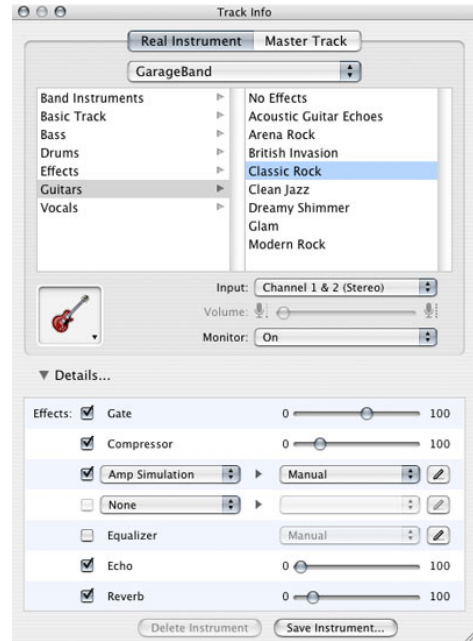 Track Info
Real Instrument Master Track
GarageBand
Band Instruments No Effects
Basic Track Acoustic Guitar Echoes
Bass Arena Rock
Drums British Invasion
Effects Classic Rock
Guitars Clean Jazz
Vocals Dreamy Shimmer
Glam
Modern Rock
Input: Channel 1 & 2 (Stereo)
Volume:
Monitor: On
Details...
Effects: Gate 0 100
Compressor 0 100
Amp Simulation Manual
None
Equalizer Manual
Echo 0 100
Reverb 0 100
Delete Instrument Save Instrument...